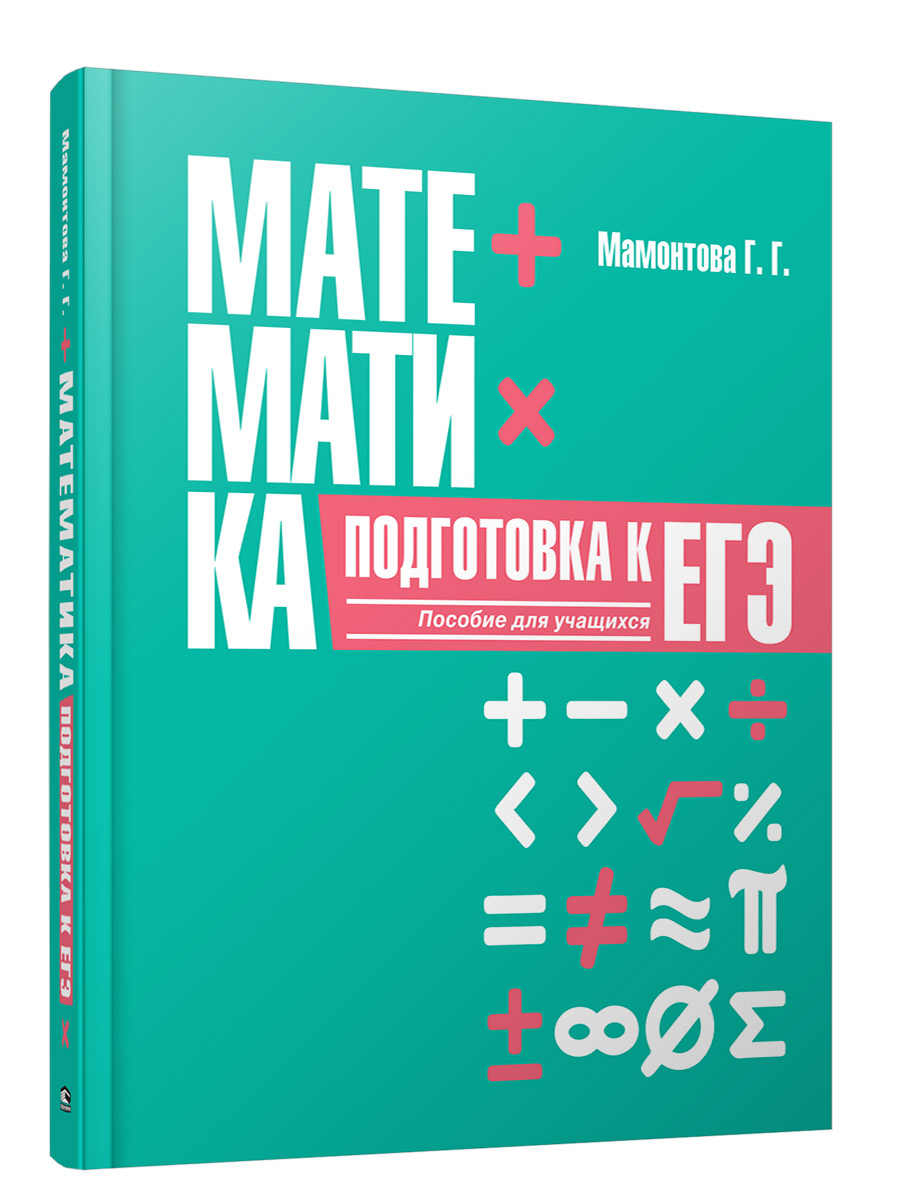 МАТЕ
МАТИ
КА
Мамонтова Г. Г.
ПОДГОТОВКА К
ЕГЭ
Пособие для учащихся
+ − × ÷
< > √ %
= ≠ ≈ π
± ∞ Ø Σ
Мамонтова Г. Г. + МАТЕМАТИКА ПОДГОТОВКА К ЕГЭ ×